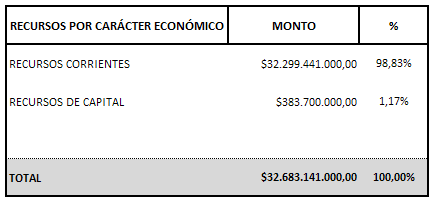 RECURSOS POR CARÁCTER ECONÓMICO MONTO %
RECURSOS CORRIENTES $32.299.441.000,00 98,83%
RECURSOS DE CAPITAL $383.700.000,00 1,17%
TOTAL $32.683.141.000,00 100,00%